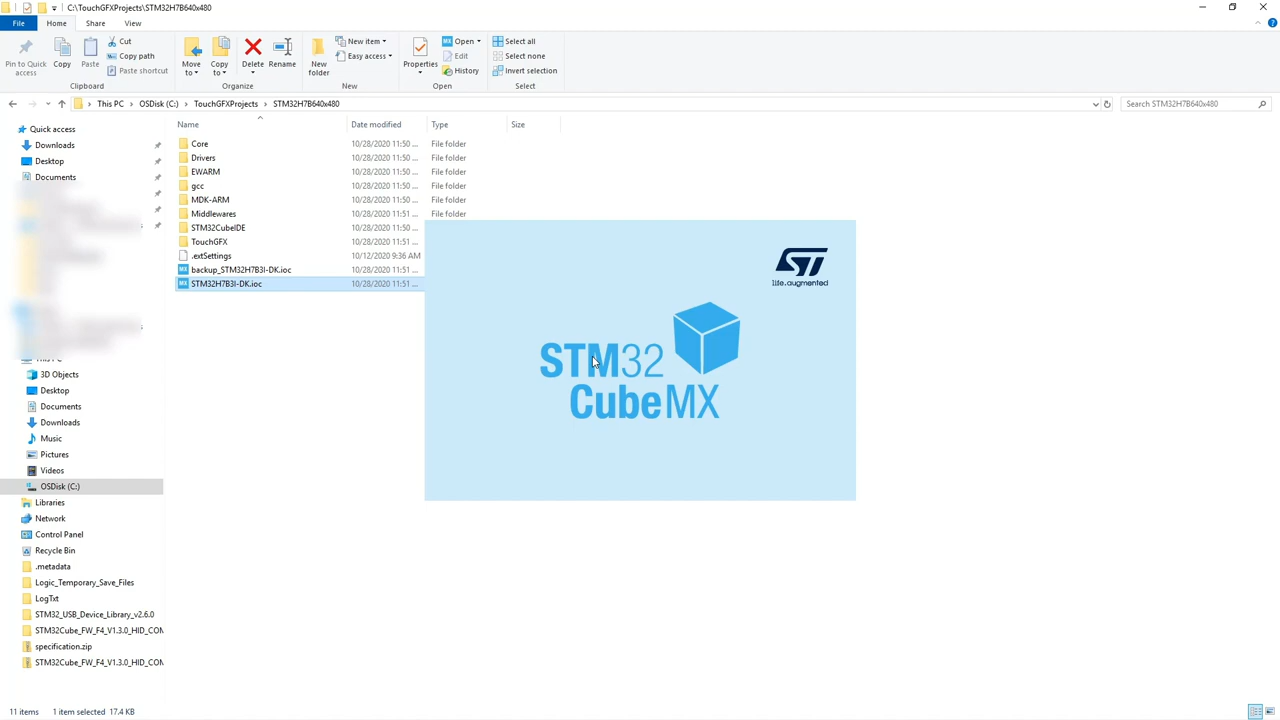 C:\TouchGFXProjects\STM32H7B640x480
File
Home
Share
View
Pin to Quick access
Copy
Paste
Cut
Copy path
Paste shortcut
Clipboard
Move to
Copy to
Delete
Rename
Organize
New folder
New item
Easy access
New
Properties
Open
Edit
History
Open
Select all
Select none
Invert selection
Select
This PC
OSDisk (C:)
TouchGFXProjects
STM32H7B640x480
Search STM32H7B640x480
Name
Date modified
Type
Size
Quick access
Downloads
Desktop
Documents
3D Objects
Desktop
Documents
Downloads
Music
Pictures
Videos
OSDisk (C:)
Libraries
Network
Control Panel
Recycle Bin
.metadata
Logic_Temporary_Save_Files
LogTxt
STM32_USB_Device_Library_v2.6.0
STM32Cube_FW_F4_V1.3.0_HID_COM
specification.zip
STM32Cube_FW_F4_V1.3.0_HID_COM
Core 10/28/2020 11:50 ... File folder
Drivers 10/28/2020 11:50 ... File folder
EWARM 10/28/2020 11:50 ... File folder
gcc 10/28/2020 11:50 ... File folder
MDK-ARM 10/28/2020 11:50 ... File folder
Middlewares 10/28/2020 11:51 ... File folder
STM32CubeIDE 10/28/2020 11:50 ...
TouchGFX 10/28/2020 11:51 ...
.extSettings 10/12/2020 9:36 AM
backup_STM32H7B3I-DK.ioc 10/28/2020 11:51 ...
STM32H7B3I-DK.ioc 10/28/2020 11:51 ...
ST
life.augmented
STM32
CubeMX
11 items 1 item selected 17.4 KB